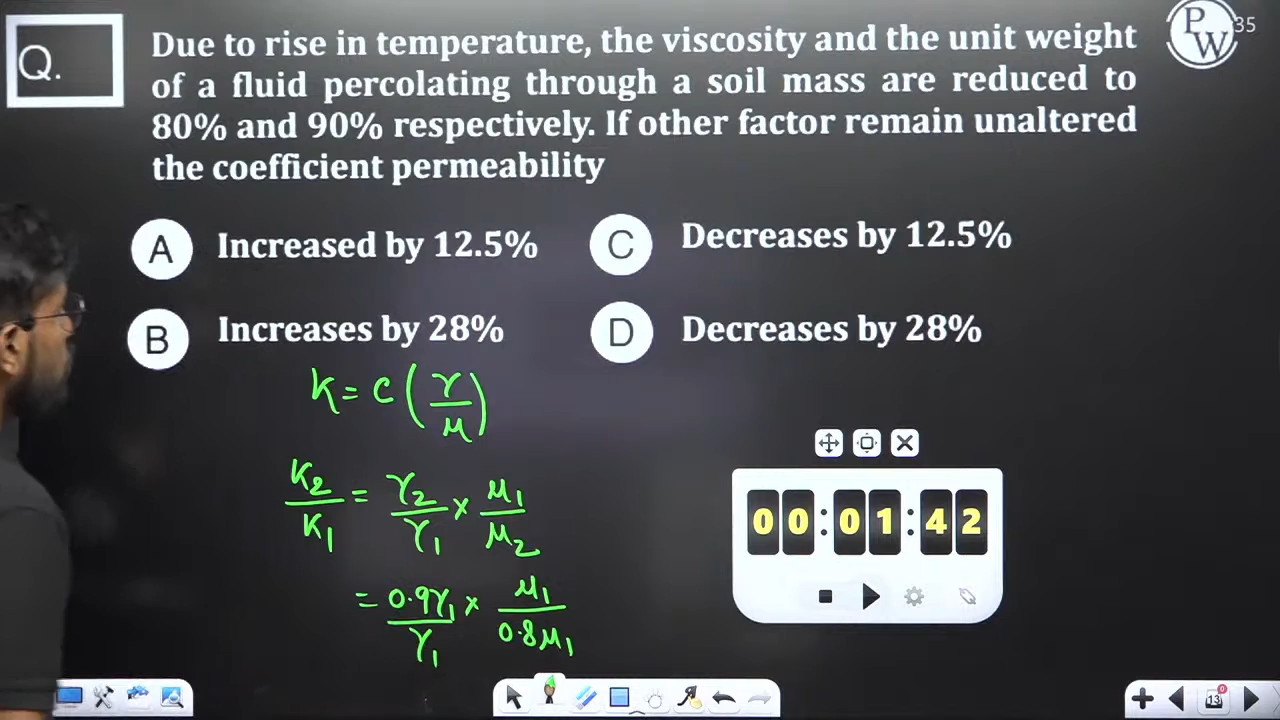 Q.
Due to rise in temperature, the viscosity and the unit weight
of a fluid percolating through a soil mass are reduced to
80% and 90% respectively. If other factor remain unaltered
the coefficient permeability
PW
35
A Increased by 12.5%
C Decreases by 12.5%
B Increases by 28%
D Decreases by 28%
K = C (γ/μ)
K2/K1 = γ2/γ1 × μ1/μ2
= 0.9γ1/γ1 × μ1/0.8μ1
00:01:42
13